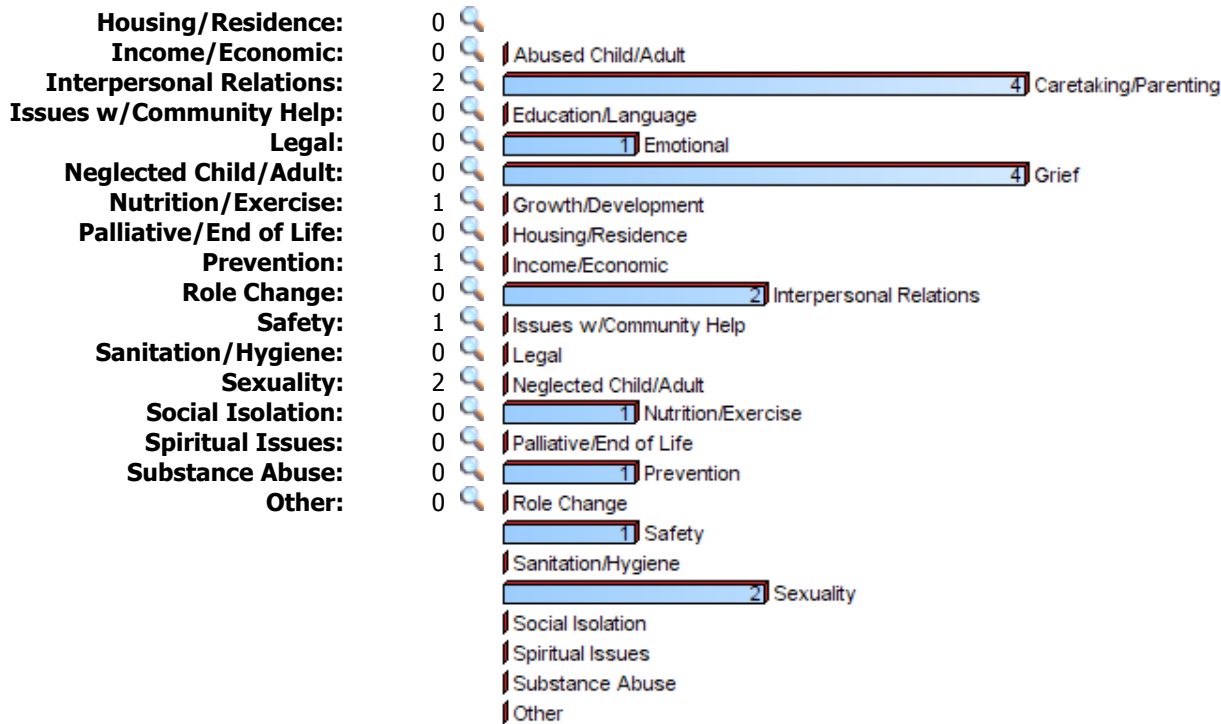 Housing/Residence: 0
Income/Economic: 0
Interpersonal Relations: 2
Issues w/Community Help: 0
Legal: 0
Neglected Child/Adult: 0
Nutrition/Exercise: 1
Palliative/End of Life: 0
Prevention: 1
Role Change: 0
Safety: 1
Sanitation/Hygiene: 0
Sexuality: 2
Social Isolation: 0
Spiritual Issues: 0
Substance Abuse: 0
Other: 0
Abused Child/Adult
4 Caretaking/Parenting
Education/Language
1 Emotional
4 Grief
Growth/Development
Housing/Residence
Income/Economic
2 Interpersonal Relations
Issues w/Community Help
Legal
Neglected Child/Adult
1 Nutrition/Exercise
Palliative/End of Life
1 Prevention
Role Change
1 Safety
Sanitation/Hygiene
2 Sexuality
Social Isolation
Spiritual Issues
Substance Abuse
Other